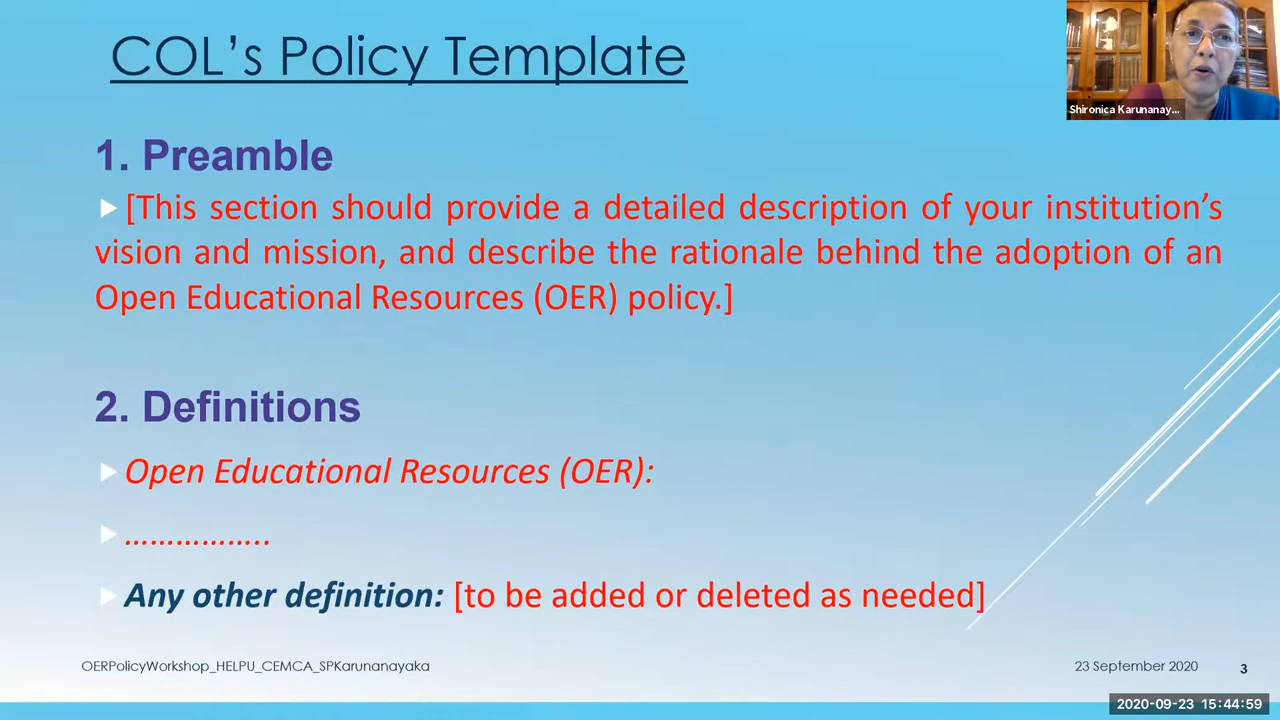 COL's Policy Template
Shironica Karunanay...
1. Preamble
[This section should provide a detailed description of your institution's
vision and mission, and describe the rationale behind the adoption of an
Open Educational Resources (OER) policy.]
2. Definitions
Open Educational Resources (OER):
……………..
Any other definition: [to be added or deleted as needed]
OERPolicyWorkshop_HELPU_CEMCA_SPKarunanayaka
23 September 2020
3
2020-09-23 15:44:59